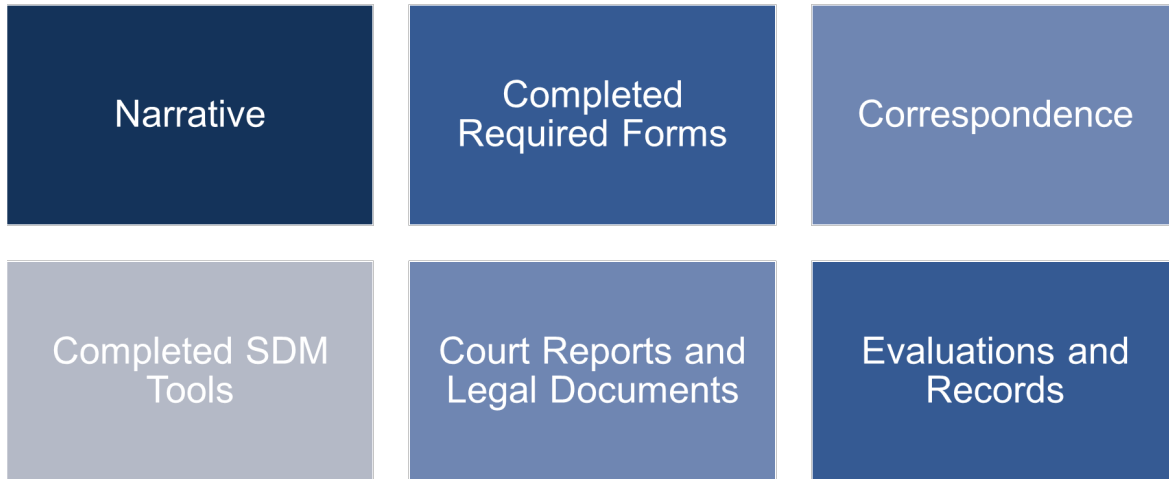 Narrative
Completed
Required Forms
Correspondence
Completed SDM
Tools
Court Reports and
Legal Documents
Evaluations and
Records